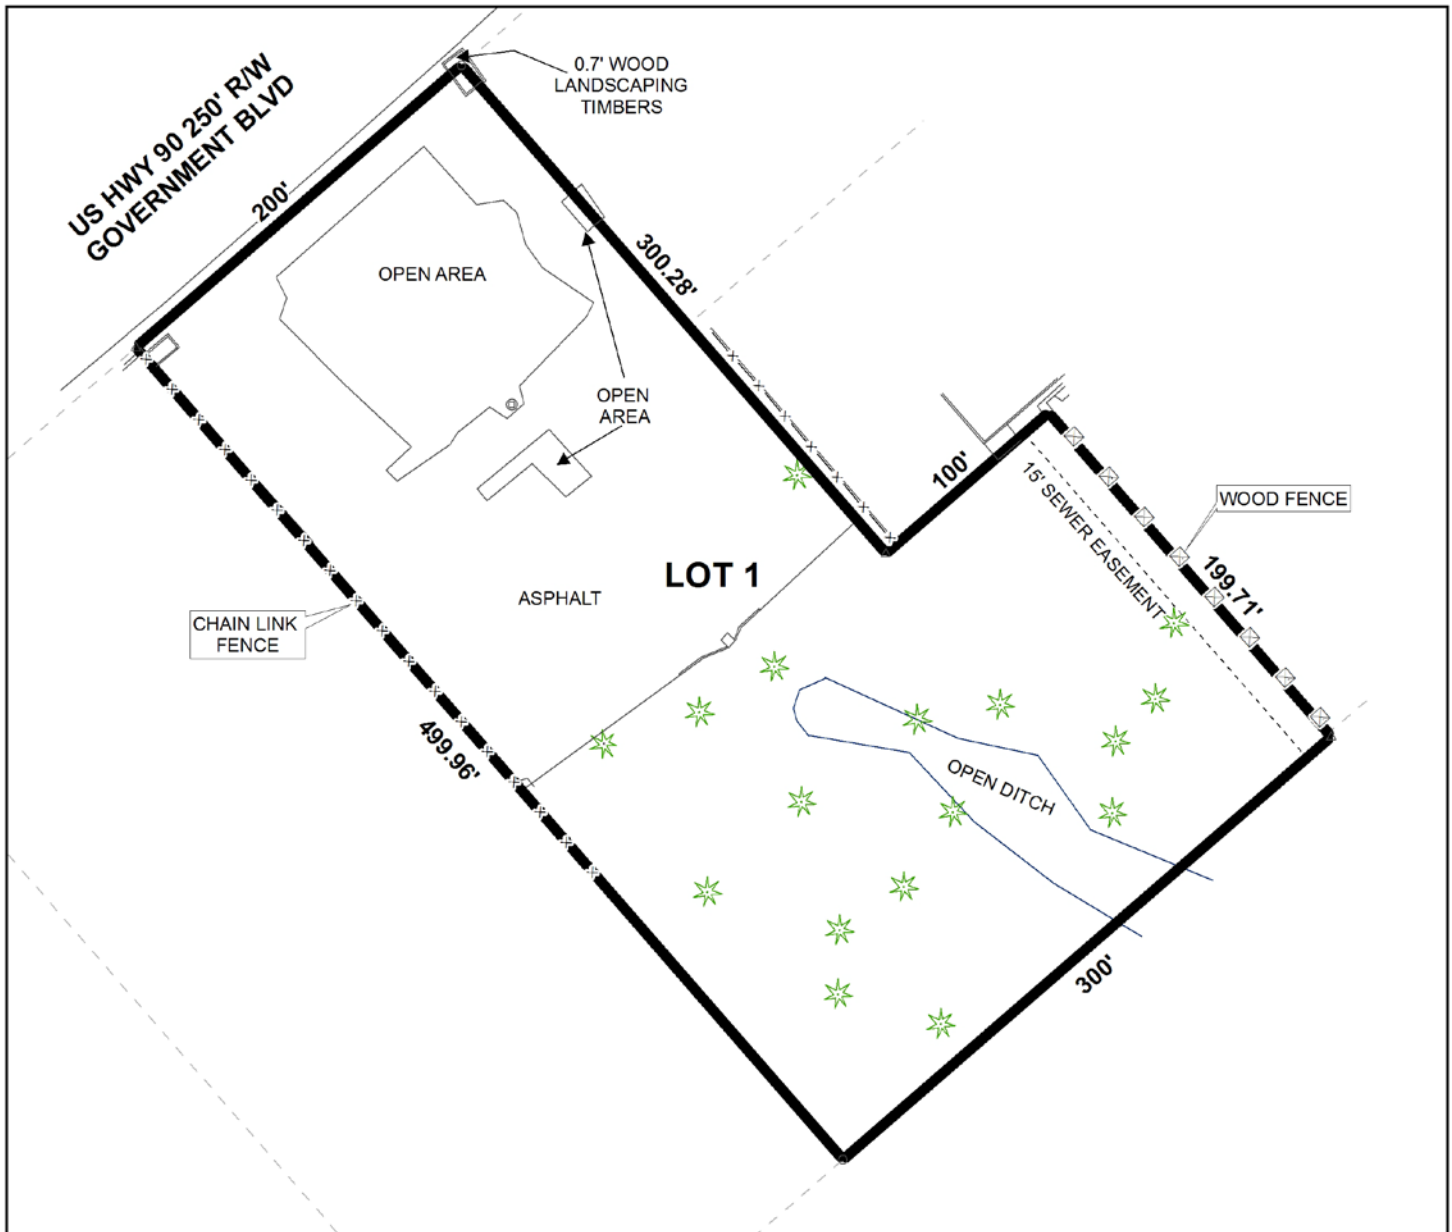 US HWY 90 250' R/W
GOVERNMENT BLVD
200'
0.7' WOOD
LANDSCAPING
TIMBERS
OPEN AREA
300.28'
OPEN
AREA
100'
15' SEWER EASEMENT
WOOD FENCE
199.71'
LOT 1
ASPHALT
CHAIN LINK
FENCE
499.96'
OPEN DITCH
300'